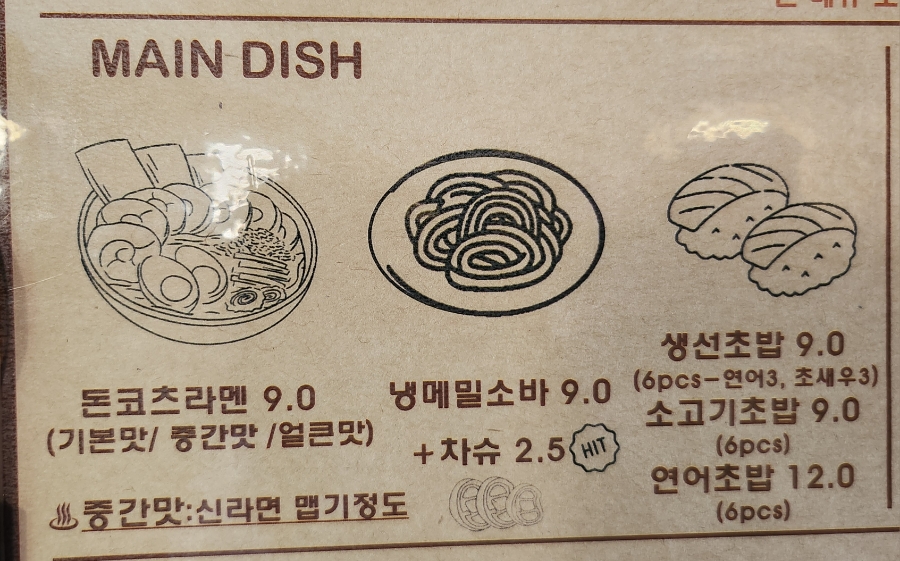 MAIN DISH
돈코츠라멘 9.0
(기본맛/ 중간맛 /얼큰맛)
♨중간맛:신라면 맵기정도
냉메밀소바 9.0
+차슈 2.5 HIT
생선초밥 9.0
(6pcs-연어3, 초새우3)
소고기초밥 9.0
(6pcs)
연어초밥 12.0
(6pcs)